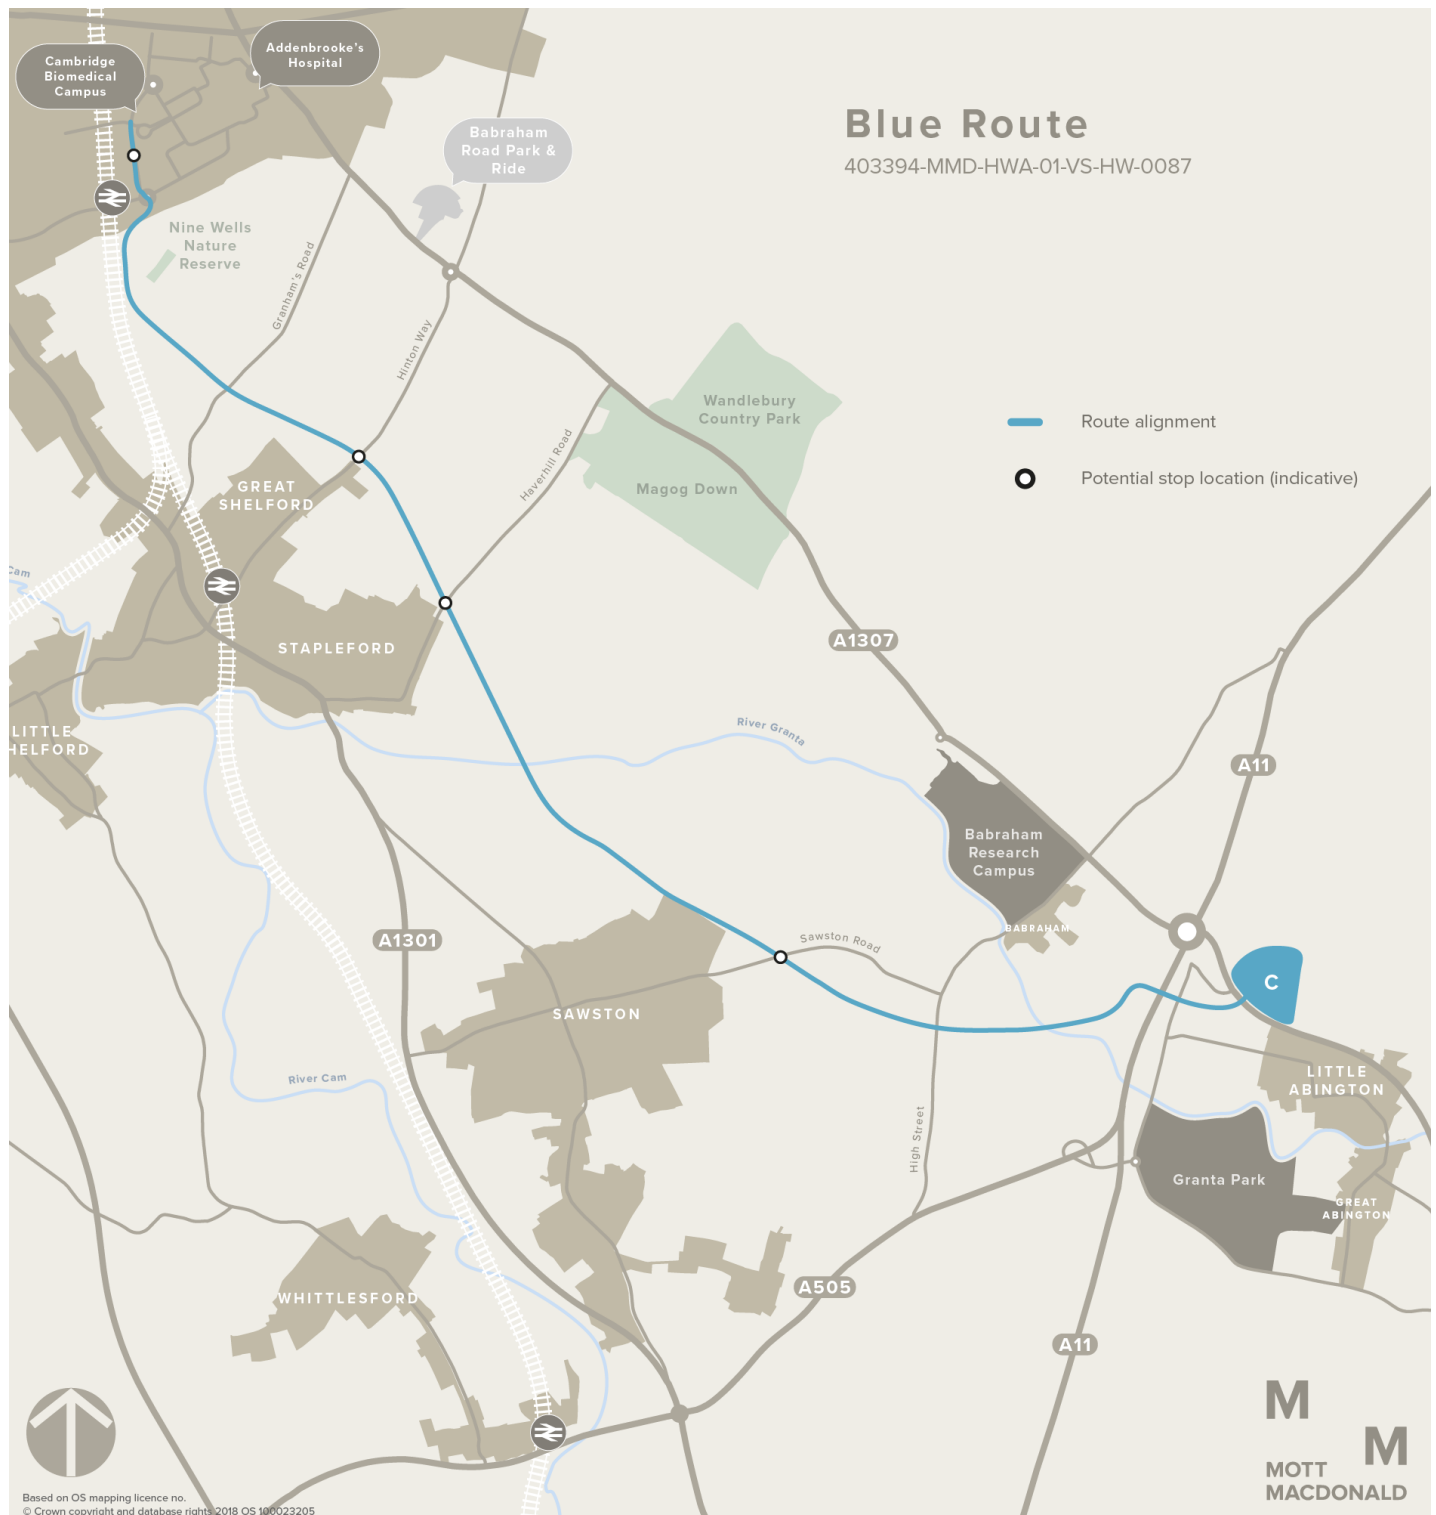 Cambridge
Biomedical
Campus
Addenbrooke's
Hospital
Babraham
Road Park &
Ride
Blue Route
403394-MMD-HWA-01-VS-HW-0087
Nine Wells
Nature
Reserve
Granham's Road
Hinton Way
Haverhill Road
Wandlebury
Country Park
Magog Down
Route alignment
Potential stop location (indicative)
GREAT
SHELFORD
Cam
STAPLEFORD
A1307
LITTLE
HELFORD
River Granta
A11
Babraham
Research
Campus
BABRAHAM
A1301
Sawston Road
C
SAWSTON
River Cam
LITTLE
ABINGTON
High Street
Granta Park
GREAT
ABINGTON
WHITTLESFORD
A505
A11
M
M
MOTT
MACDONALD
Based on OS mapping licence no.
© Crown copyright and database rights 2018 OS 100023205